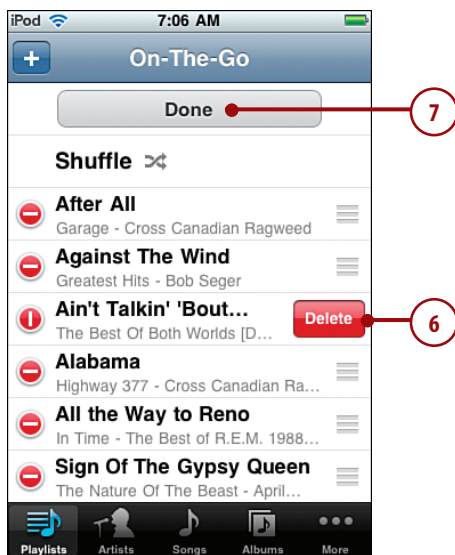 iPod 7:06 AM
+ On-The-Go
Done
7
Shuffle
After All
Garage - Cross Canadian Ragweed
Against The Wind
Greatest Hits - Bob Seger
Ain't Talkin' 'Bout...
The Best Of Both Worlds [D...
Delete
6
Alabama
Highway 377 - Cross Canadian Ra...
All the Way to Reno
In Time - The Best of R.E.M. 1988...
Sign Of The Gypsy Queen
The Nature Of The Beast - April...
Playlists Artists Songs Albums More